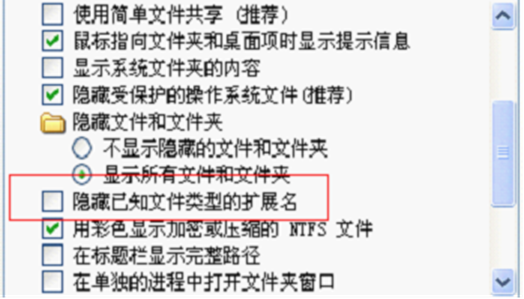 使用简单文件共享 (推荐)
鼠标指向文件夹和桌面项时显示提示信息
显示系统文件夹的内容
隐藏受保护的操作系统文件(推荐)
隐藏文件和文件夹
不显示隐藏的文件和文件夹
显示所有文件和文件夹
隐藏已知文件类型的扩展名
用彩色显示加密或压缩的 NTFS 文件
在标题栏显示完整路径
在单独的进程中打开文件夹窗口